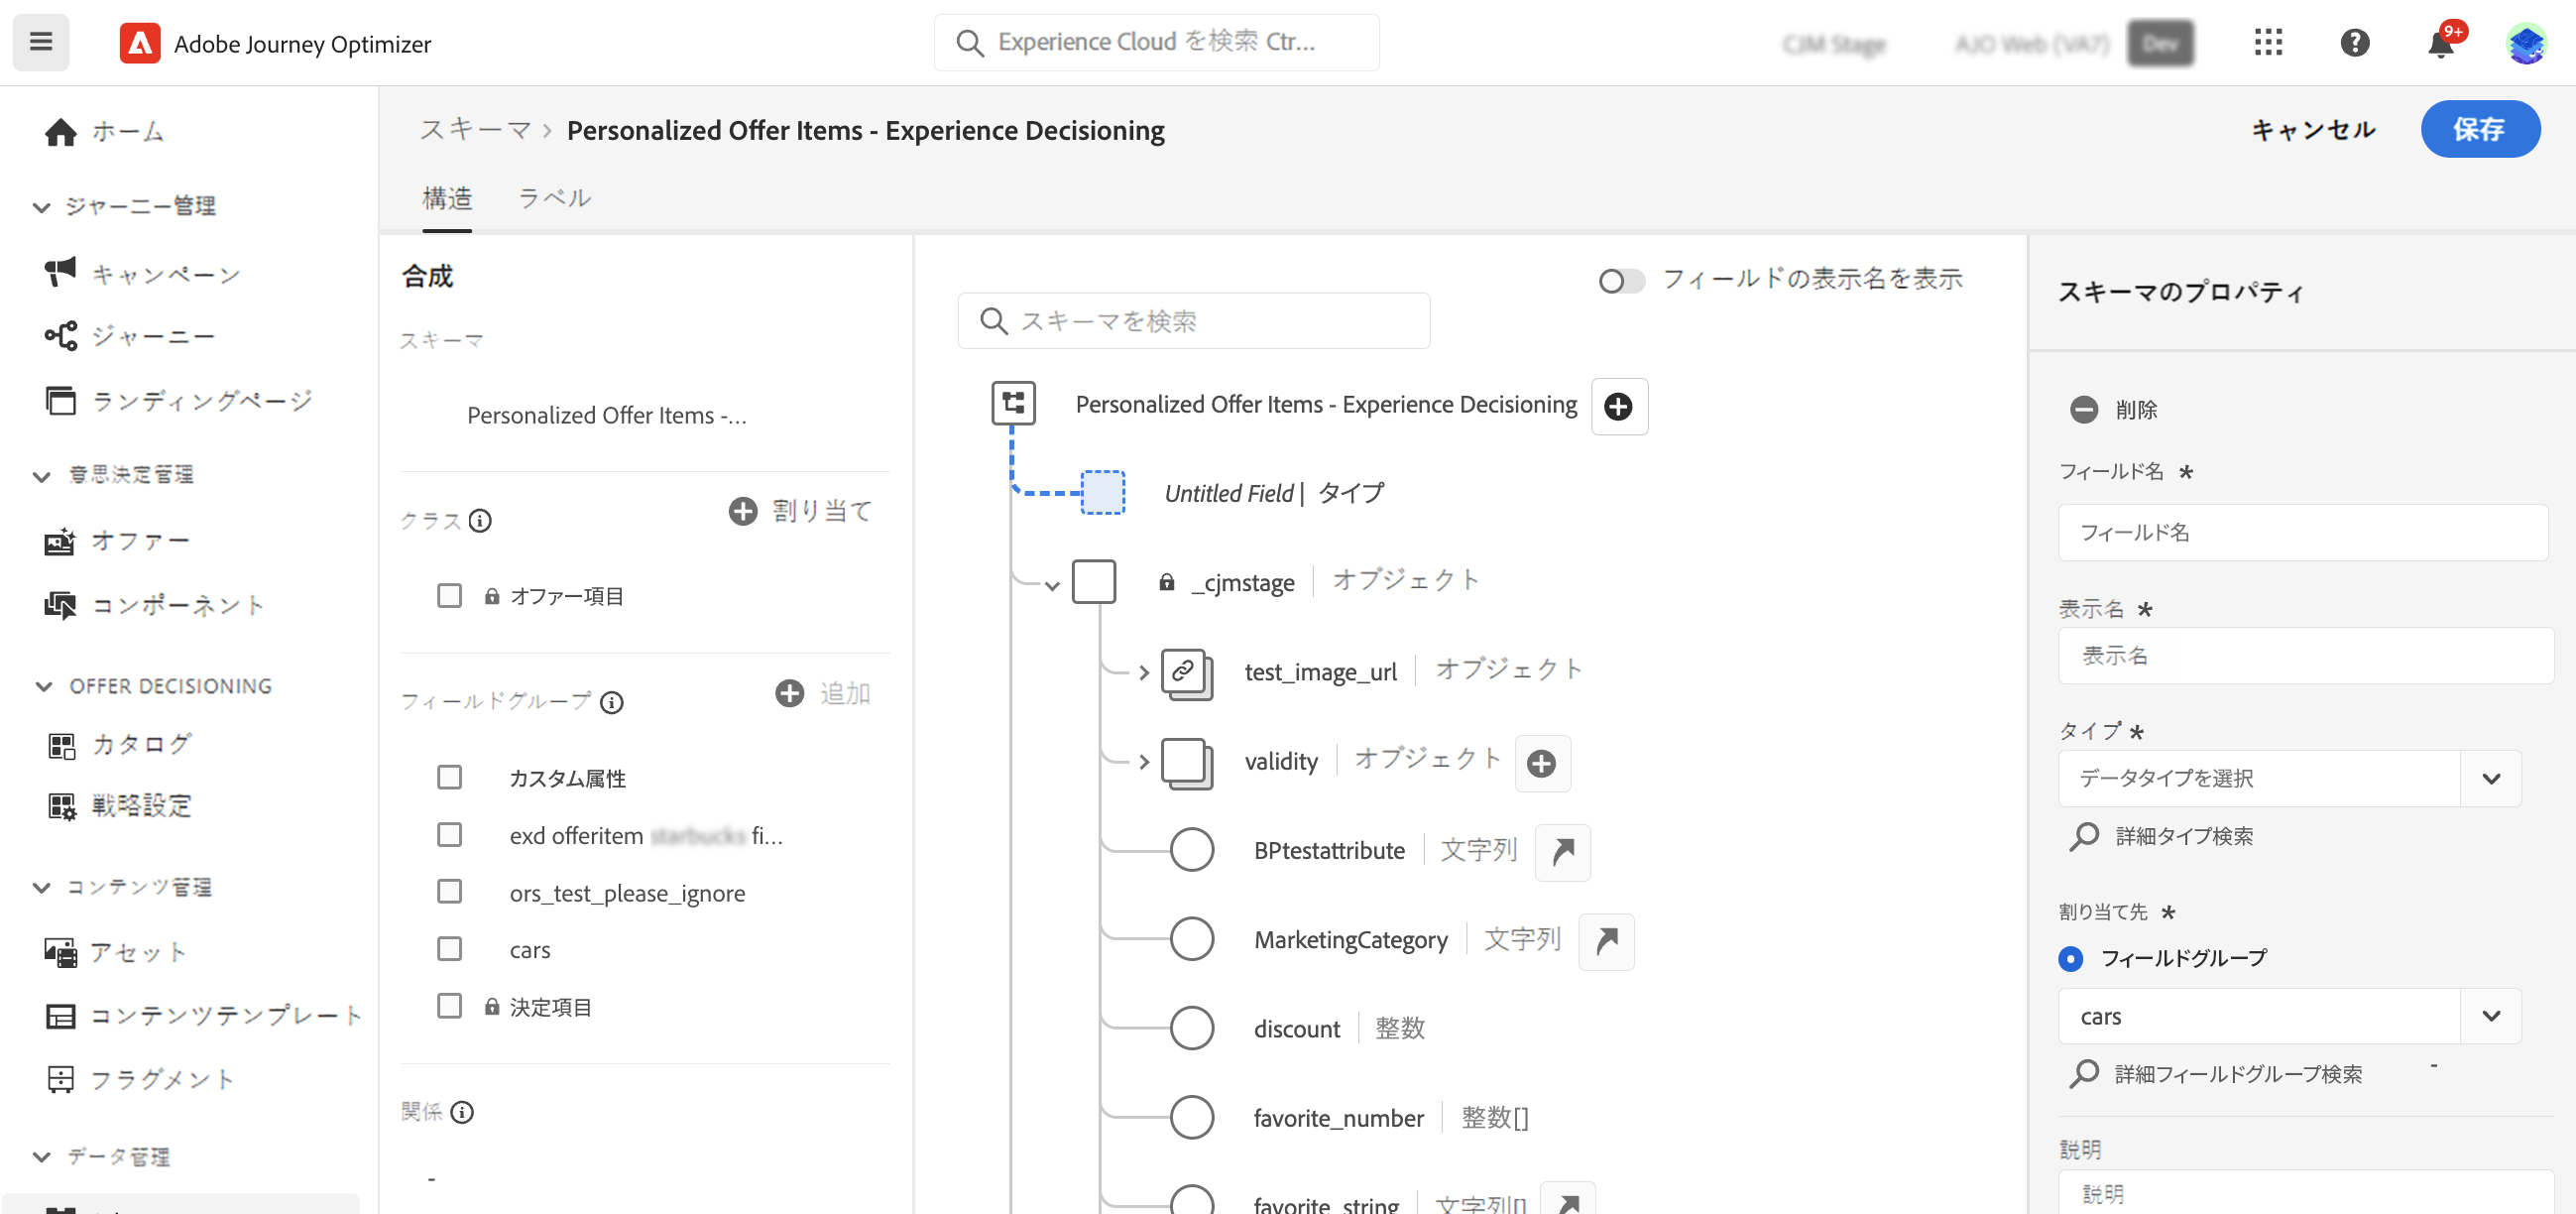 Adobe Journey Optimizer
Experience Cloud を検索 Ctr...
CJM Stage
AJO Web (VA7)
Dev
9+
ホーム
ジャーニー管理
キャンペーン
ジャーニー
ランディングページ
意思決定管理
オファー
コンポーネント
OFFER DECISIONING
カタログ
戦略設定
コンテンツ管理
アセット
コンテンツテンプレート
フラグメント
データ管理
スキーマ > Personalized Offer Items - Experience Decisioning
キャンセル
保存
構造
ラベル
合成
スキーマ
Personalized Offer Items -...
クラス
割り当て
オファー項目
フィールドグループ
追加
カスタム属性
exd offeritem starbucks fi...
ors_test_please_ignore
cars
決定項目
関係
-
フィールドの表示名を表示
スキーマを検索
Personalized Offer Items - Experience Decisioning
Untitled Field | タイプ
_cjmstage | オブジェクト
test_image_url | オブジェクト
validity | オブジェクト
BPtestattribute | 文字列
MarketingCategory | 文字列
discount | 整数
favorite_number | 整数[]
favorite_string | 文字列[]
スキーマのプロパティ
削除
フィールド名 *
フィールド名
表示名 *
表示名
タイプ *
データタイプを選択
詳細タイプ検索
割り当て先 *
フィールドグループ
cars
詳細フィールドグループ検索
-
説明
説明